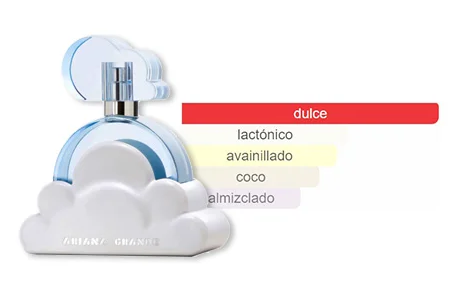 dulce
lactónico
avainillado
coco
almizclado
ARIANA GRANDE